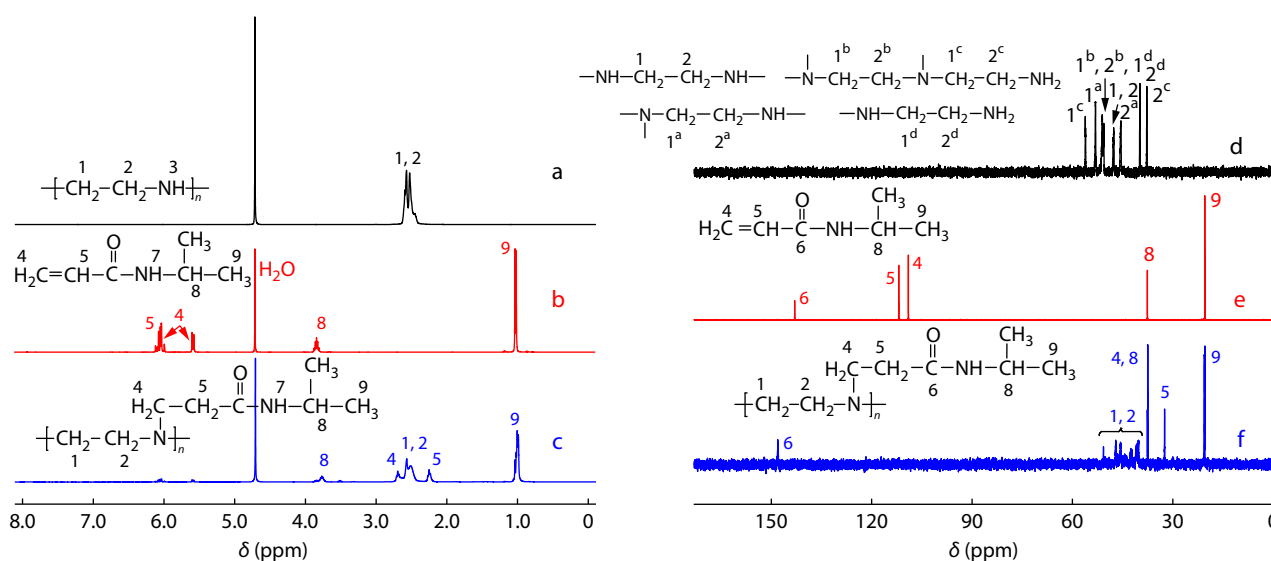 1 2 3
─[CH₂─CH₂─NH]ₙ─
1, 2
a
4 5 O 7 CH₃ 9
H₂C=CH─C─NH─CH─CH₃
6 8
H₂O
5 4 8 9
b
4 5 O 7 CH₃ 9
H₂C─CH₂─C─NH─CH─CH₃
6 8
─[CH₂─CH₂─N]ₙ─
1 2
8 4 1, 2 5 9
c
8.0 7.0 6.0 5.0 4.0 3.0 2.0 1.0 0
δ (ppm)
1 2
─NH─CH₂─CH₂─NH─
1ᵇ 2ᵇ 1ᶜ 2ᶜ
─N─CH₂─CH₂─N─CH₂─CH₂─NH₂
─N─CH₂─CH₂─NH─
1ᵃ 2ᵃ
─NH─CH₂─CH₂─NH₂
1ᵈ 2ᵈ
1ᵇ, 2ᵇ, 1ᵈ
1ᶜ 1ᵃ 1, 2 2ᵃ 2ᵈ 2ᶜ
d
4 5 O CH₃ 9
H₂C=CH─C─NH─CH─CH₃
6 8
6 5 4 8 9
e
4 5 O CH₃ 9
H₂C─CH₂─C─NH─CH─CH₃
6 8
1 2
─[CH₂─CH₂─N]ₙ─
6 1, 2 4, 8 5 9
f
150 120 90 60 30 0
δ (ppm)